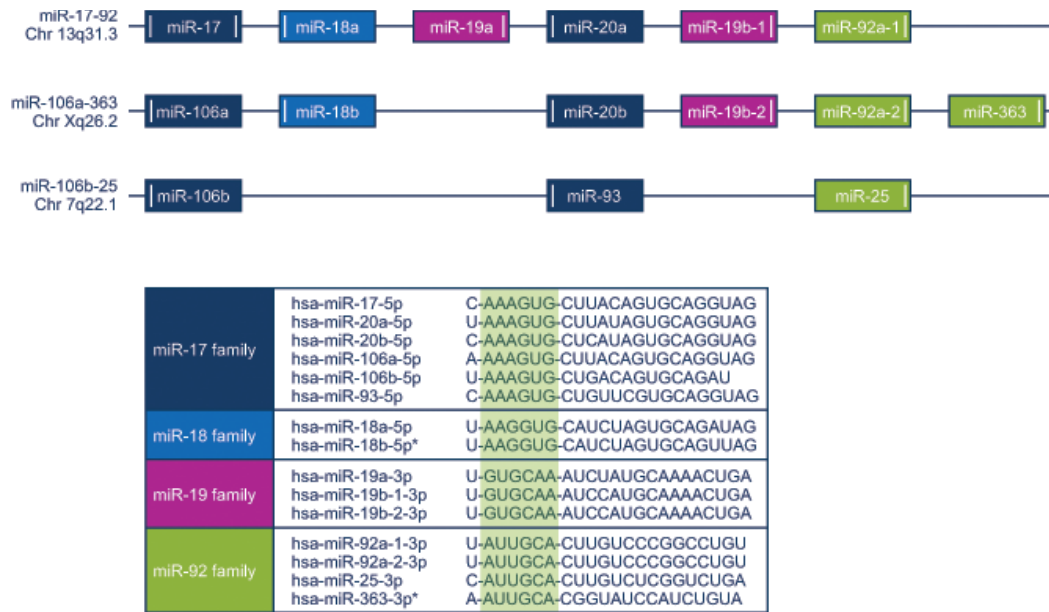 miR-17-92
Chr 13q31.3
miR-17 miR-18a miR-19a miR-20a miR-19b-1 miR-92a-1
miR-106a-363
Chr Xq26.2
miR-106a miR-18b miR-20b miR-19b-2 miR-92a-2 miR-363
miR-106b-25
Chr 7q22.1
miR-106b miR-93 miR-25
miR-17 family
hsa-miR-17-5p C-AAAGUG-CUUACAGUGCAGGUAG
hsa-miR-20a-5p U-AAAGUG-CUUAUAGUGCAGGUAG
hsa-miR-20b-5p C-AAAGUG-CUCAUAGUGCAGGUAG
hsa-miR-106a-5p A-AAAGUG-CUUACAGUGCAGGUAG
hsa-miR-106b-5p U-AAAGUG-CUGACAGUGCAGAU
hsa-miR-93-5p C-AAAGUG-CUGUUCGUGCAGGUAG
miR-18 family
hsa-miR-18a-5p U-AAGGUG-CAUCUAGUGCAGAUAG
hsa-miR-18b-5p* U-AAGGUG-CAUCUAGUGCAGUUAG
miR-19 family
hsa-miR-19a-3p U-GUGCAA-AUCUAUGCAAAACUGA
hsa-miR-19b-1-3p U-GUGCAA-AUCCAUGCAAAACUGA
hsa-miR-19b-2-3p U-GUGCAA-AUCCAUGCAAAACUGA
miR-92 family
hsa-miR-92a-1-3p U-AUUGCA-CUUGUCCCGGCCUGU
hsa-miR-92a-2-3p U-AUUGCA-CUUGUCCCGGCCUGU
hsa-miR-25-3p C-AUUGCA-CUUGUCUCGGUCUGA
hsa-miR-363-3p* A-AUUGCA-CGGUAUCCAUCUGUA